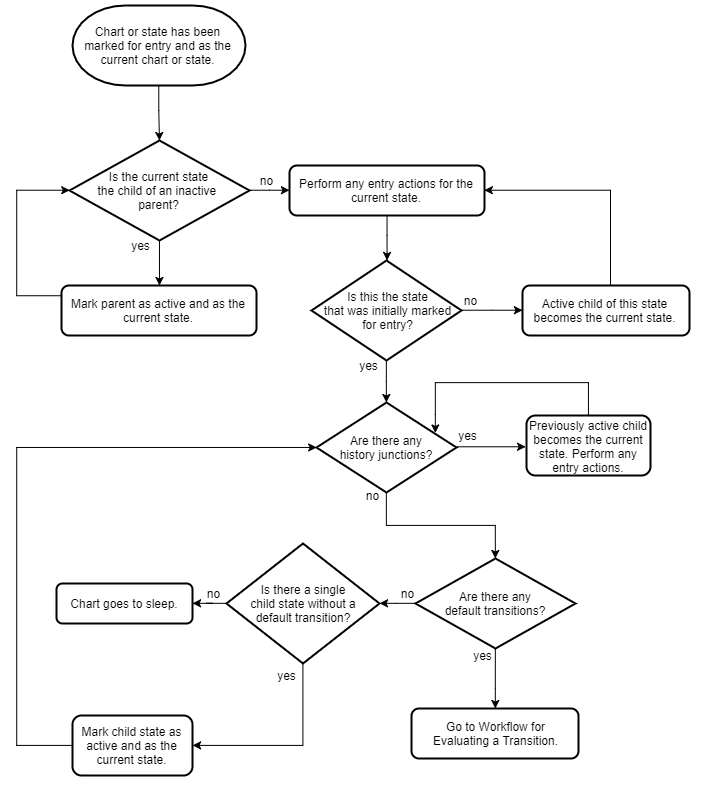 Chart or state has been
marked for entry and as the
current chart or state.
Is the current state
the child of an inactive
parent?
no
Perform any entry actions for the
current state.
yes
Mark parent as active and as the
current state.
Is this the state
that was initially marked
for entry?
no
Active child of this state
becomes the current state.
yes
Are there any
history junctions?
yes
Previously active child
becomes the current
state. Perform any
entry actions.
no
Are there any
default transitions?
no
Is there a single
child state without a
default transition?
no
Chart goes to sleep.
yes
Mark child state as
active and as the
current state.
yes
Go to Workflow for
Evaluating a Transition.